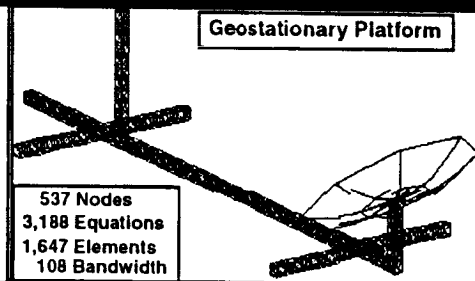 Geostationary Platform
537 Nodes
3,188 Equations
1,647 Elements
108 Bandwidth